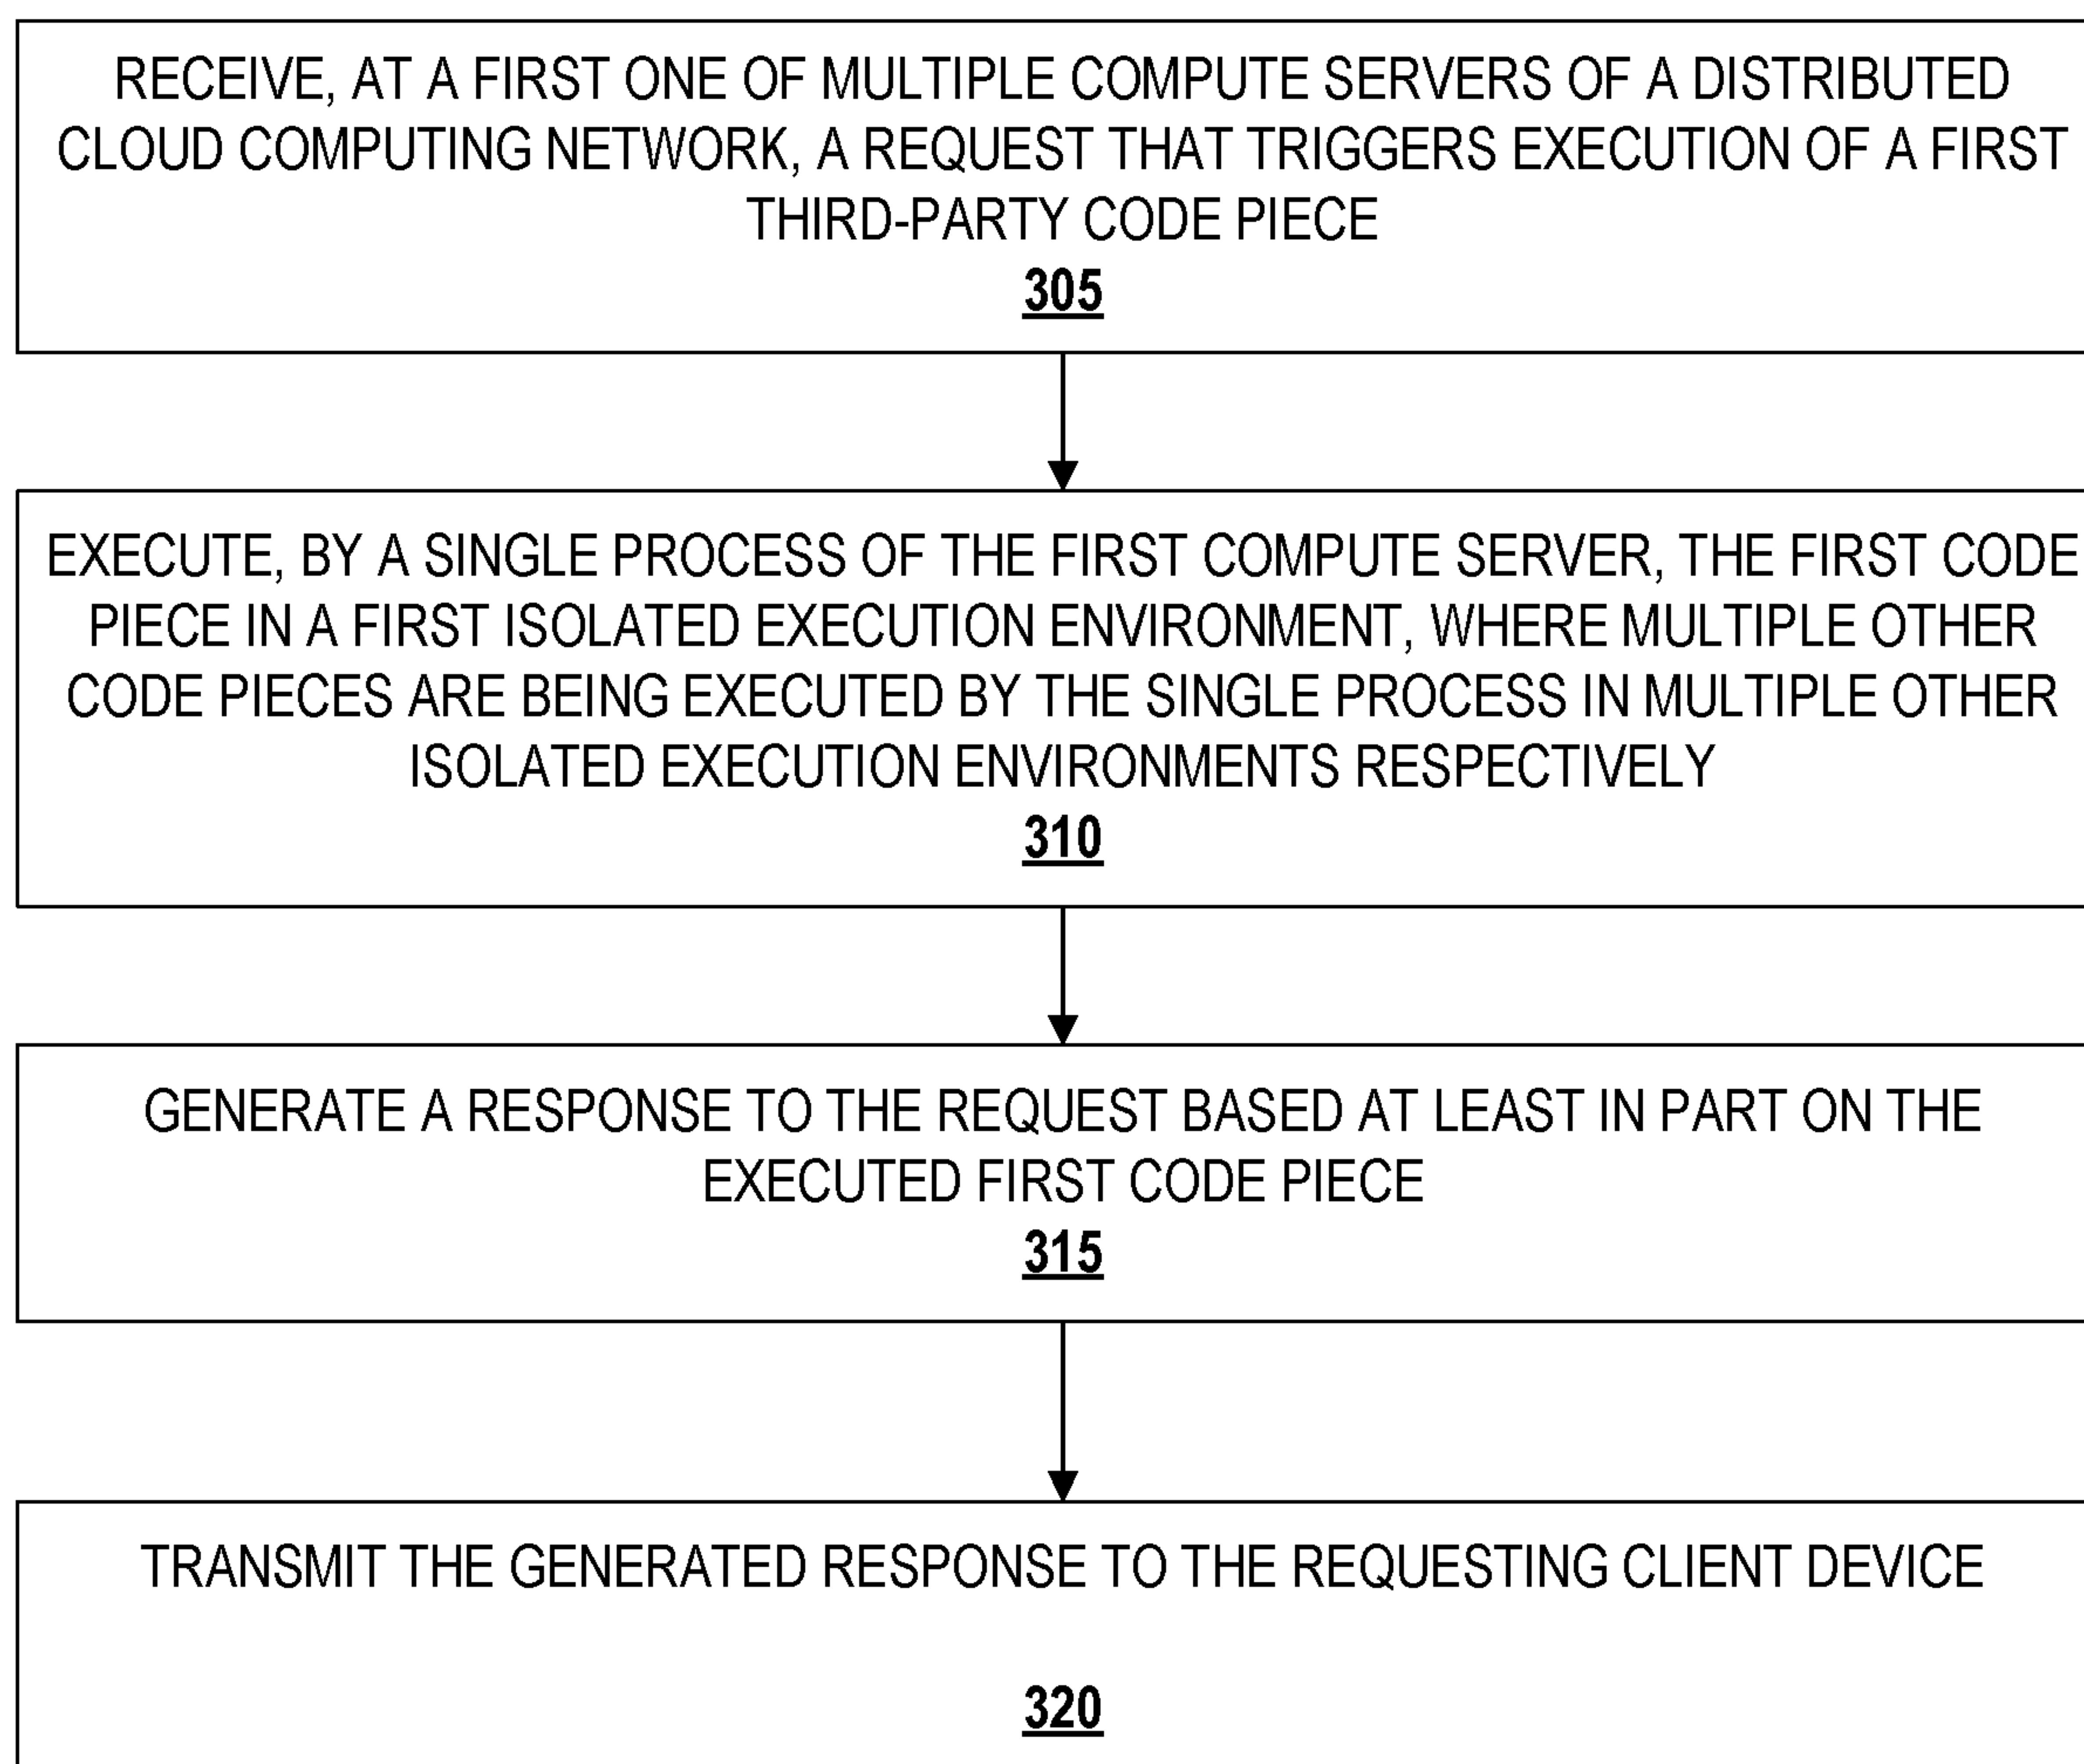 RECEIVE, AT A FIRST ONE OF MULTIPLE COMPUTE SERVERS OF A DISTRIBUTED
CLOUD COMPUTING NETWORK, A REQUEST THAT TRIGGERS EXECUTION OF A FIRST
THIRD-PARTY CODE PIECE
305
EXECUTE, BY A SINGLE PROCESS OF THE FIRST COMPUTE SERVER, THE FIRST CODE
PIECE IN A FIRST ISOLATED EXECUTION ENVIRONMENT, WHERE MULTIPLE OTHER
CODE PIECES ARE BEING EXECUTED BY THE SINGLE PROCESS IN MULTIPLE OTHER
ISOLATED EXECUTION ENVIRONMENTS RESPECTIVELY
310
GENERATE A RESPONSE TO THE REQUEST BASED AT LEAST IN PART ON THE
EXECUTED FIRST CODE PIECE
315
TRANSMIT THE GENERATED RESPONSE TO THE REQUESTING CLIENT DEVICE
320